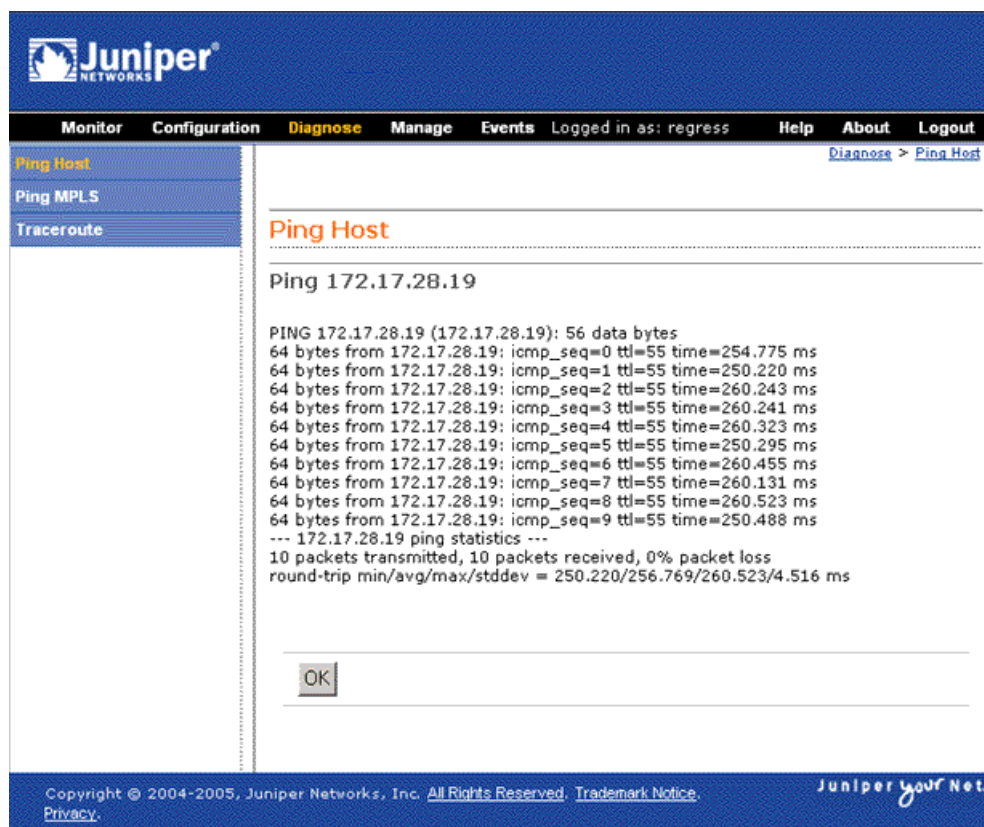 Juniper®
NETWORKS
Monitor Configuration Diagnose Manage Events Logged in as: regress Help About Logout
Diagnose > Ping Host
Ping Host
Ping MPLS
Traceroute
Ping Host
Ping 172.17.28.19
PING 172.17.28.19 (172.17.28.19): 56 data bytes
64 bytes from 172.17.28.19: icmp_seq=0 ttl=55 time=254.775 ms
64 bytes from 172.17.28.19: icmp_seq=1 ttl=55 time=250.220 ms
64 bytes from 172.17.28.19: icmp_seq=2 ttl=55 time=260.243 ms
64 bytes from 172.17.28.19: icmp_seq=3 ttl=55 time=260.241 ms
64 bytes from 172.17.28.19: icmp_seq=4 ttl=55 time=260.323 ms
64 bytes from 172.17.28.19: icmp_seq=5 ttl=55 time=250.295 ms
64 bytes from 172.17.28.19: icmp_seq=6 ttl=55 time=260.455 ms
64 bytes from 172.17.28.19: icmp_seq=7 ttl=55 time=260.131 ms
64 bytes from 172.17.28.19: icmp_seq=8 ttl=55 time=260.523 ms
64 bytes from 172.17.28.19: icmp_seq=9 ttl=55 time=250.488 ms
--- 172.17.28.19 ping statistics ---
10 packets transmitted, 10 packets received, 0% packet loss
round-trip min/avg/max/stddev = 250.220/256.769/260.523/4.516 ms
OK
Copyright © 2004-2005, Juniper Networks, Inc. All Rights Reserved. Trademark Notice.
Privacy.
Juniper your Net.